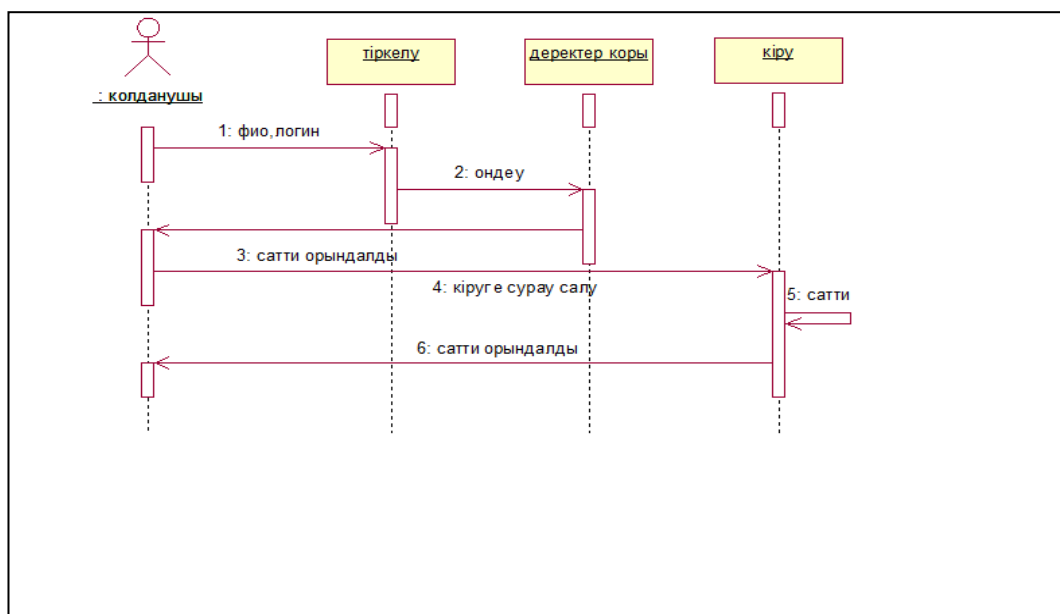 тіркелу
деректер коры
кіру
: колданушы
1: фио,логин
2: ондеу
3: сатти орындалды
4: кіруге сурау салу
5: сатти
6: сатти орындалды